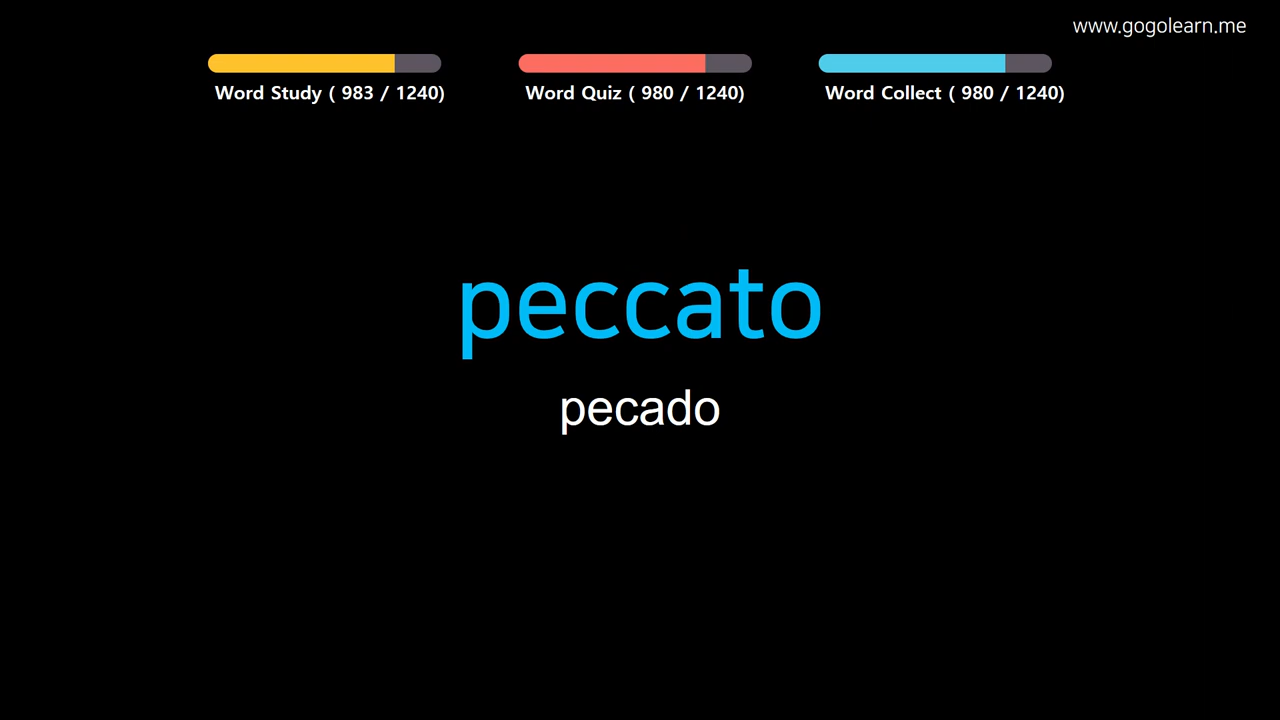 www.gogolearn.me
Word Study ( 983 / 1240)
Word Quiz ( 980 / 1240)
Word Collect ( 980 / 1240)
peccato
pecado